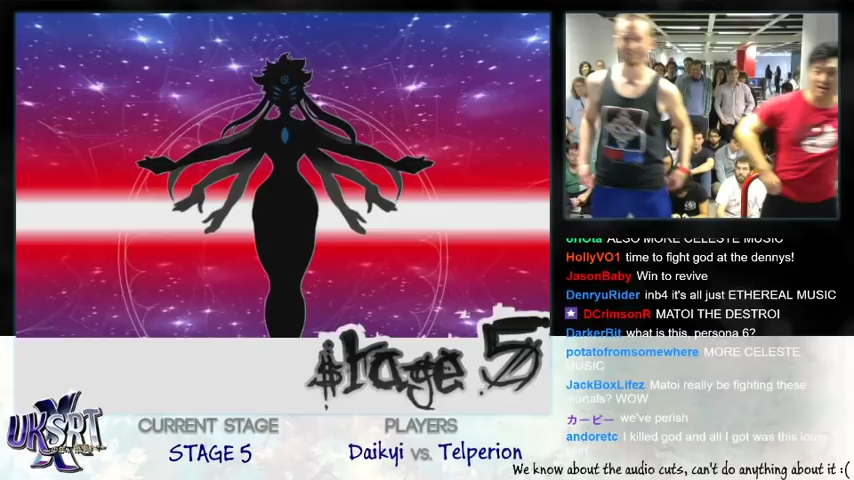 $tage 5
ALSO MORE CELESTE MUSIC
HollyVO1 time to fight god at the dennys!
JasonBaby Win to revive
DenryuRider inb4 it's all just ETHEREAL MUSIC
DCrimsonR MATOI THE DESTROI
DarkerBit what is this, persona 6?
potatofromsomewhere MORE CELESTE
MUSIC
JackBoxLifez Matoi really be fighting these
mortals? WOW
カービー we've perish
andoretc I killed god and all I got was this lousy
UKSRT
X
CURRENT STAGE
STAGE 5
PLAYERS
Daikyi vs. Telperion
We know about the audio cuts, can't do anything about it :(